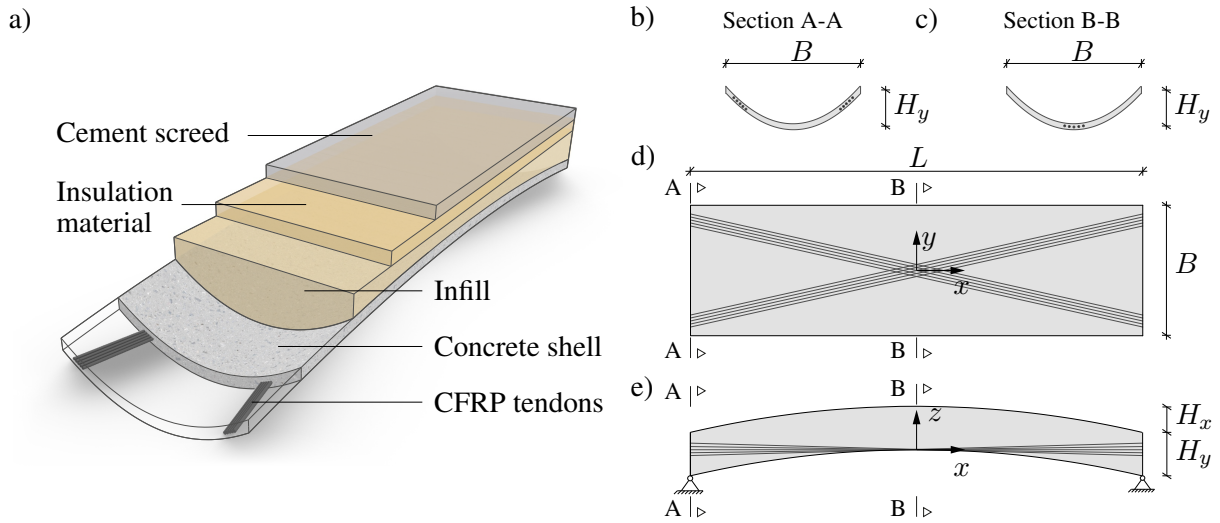 a)
Cement screed
Insulation
material
Infill
Concrete shell
CFRP tendons
b)
Section A-A
B
H_y
c)
Section B-B
B
H_y
d)
L
A
B
y
x
B
A
B
e)
A
B
z
x
H_x
H_y
A
B